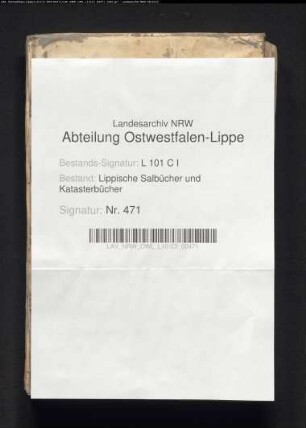 Landesarchiv NRW
Abteilung Ostwestfalen-Lippe
Bestands-Signatur: L 101 C I
Bestand: Lippische Salbücher und
Katasterbücher
Signatur: Nr. 471